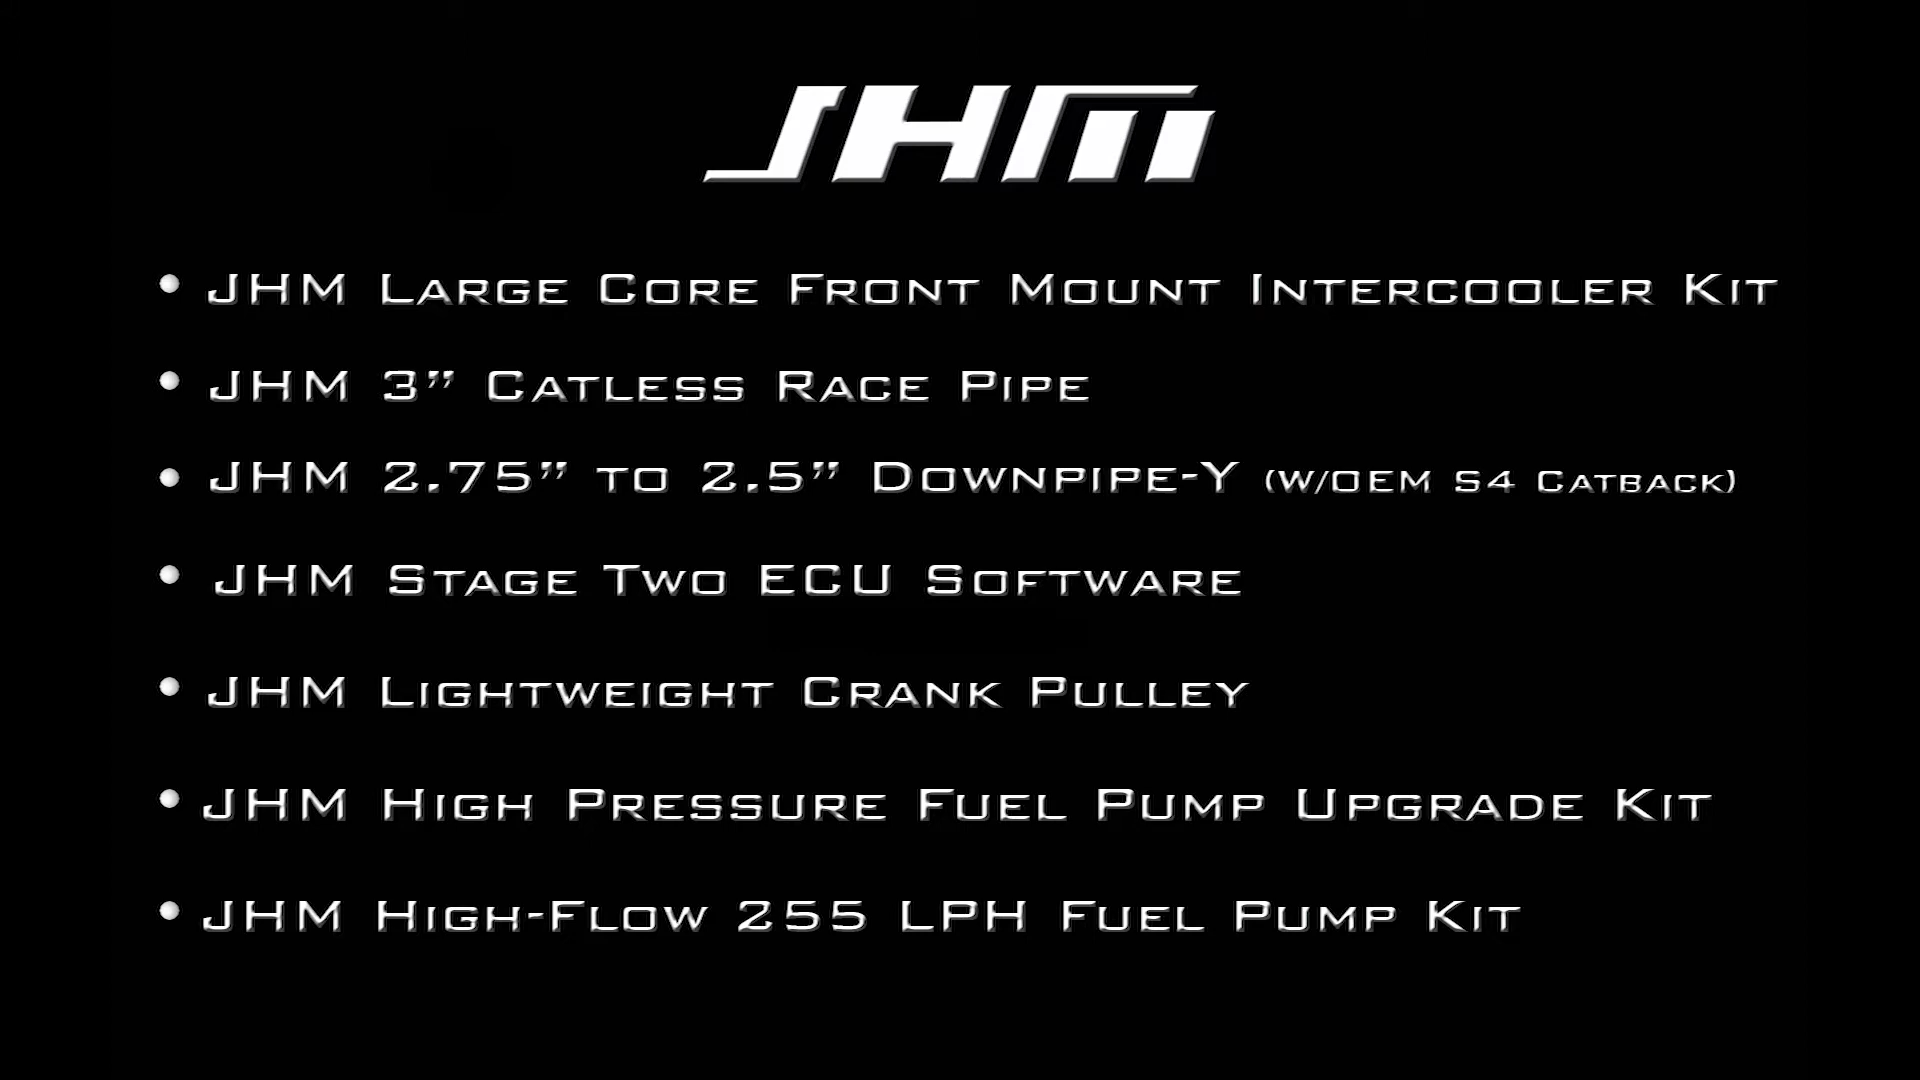 JHM
• JHM Large Core Front Mount Intercooler Kit
• JHM 3” Catless Race Pipe
• JHM 2.75” to 2.5” Downpipe-Y (w/OEM S4 Catback)
• JHM Stage Two ECU Software
• JHM Lightweight Crank Pulley
• JHM High Pressure Fuel Pump Upgrade Kit
• JHM High-Flow 255 LPH Fuel Pump Kit